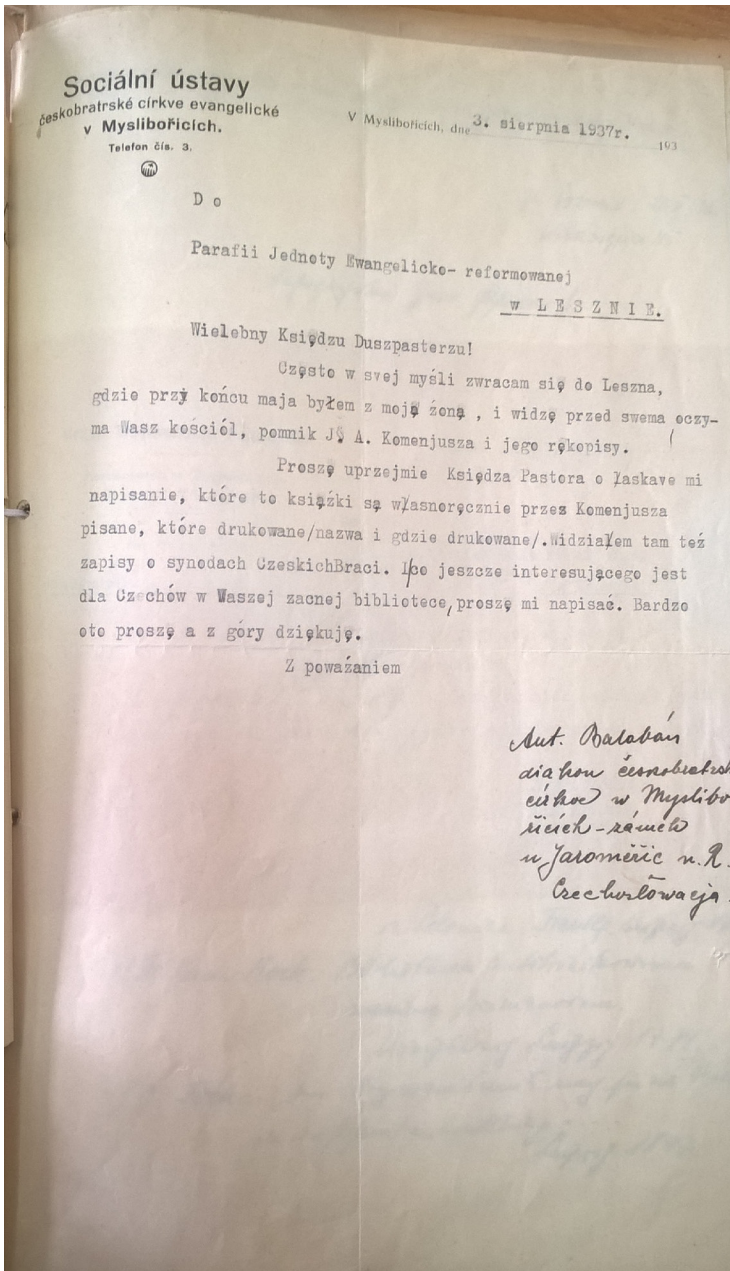 Sociální ústavy
českobratrské církve evangelické
v Myslibořicích.
Telefon čís. 3.
V Myslibořicích, dne 3. sierpnia 1937r. 193
D o
Parafii Jednoty Ewangelicko- reformowanej
w L E S Z N I E.
Wielebny Księdzu Duszpasterzu!
Często w svej myśli zwracam się do Leszna,
gdzie przy końcu maja byłem z moją żoną , i widzę przed swema oczy-
ma Wasz kościól, pomnik J. A. Komenjusza i jego rękopisy.
Proszę uprzejmie Księdza Pastora o łaskave mi
napisanie, które to książki są własnoręcznie przez Komenjusza
pisane, które drukowane/nazwa i gdzie drukowane/.Widziałem tam też
zapisy o synodach CzeskichBraci. I co jeszcze interesującego jest
dla Czechów w Waszej zacnej bibliotece, proszę mi napisać. Bardzo
oto proszę a z góry dziękuję.
Z poważaniem
Ant. Balabán
diakon českobratrsk
církve w Myslibo
řicích-zámek
u Jaroměřic n. R.
Czechosłowacja.